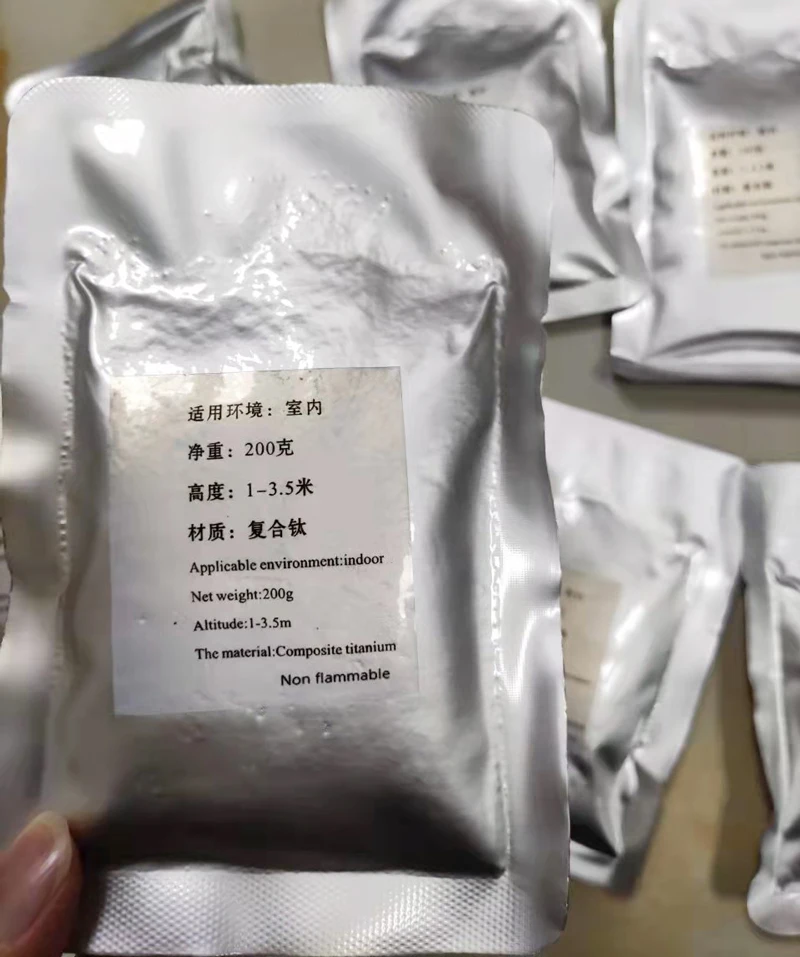 适用环境：室内
净重：200克
高度：1-3.5米
材质：复合钛
Applicable environment:indoor
Net weight:200g
Altitude:1-3.5m
The material:Composite titanium
Non flammable